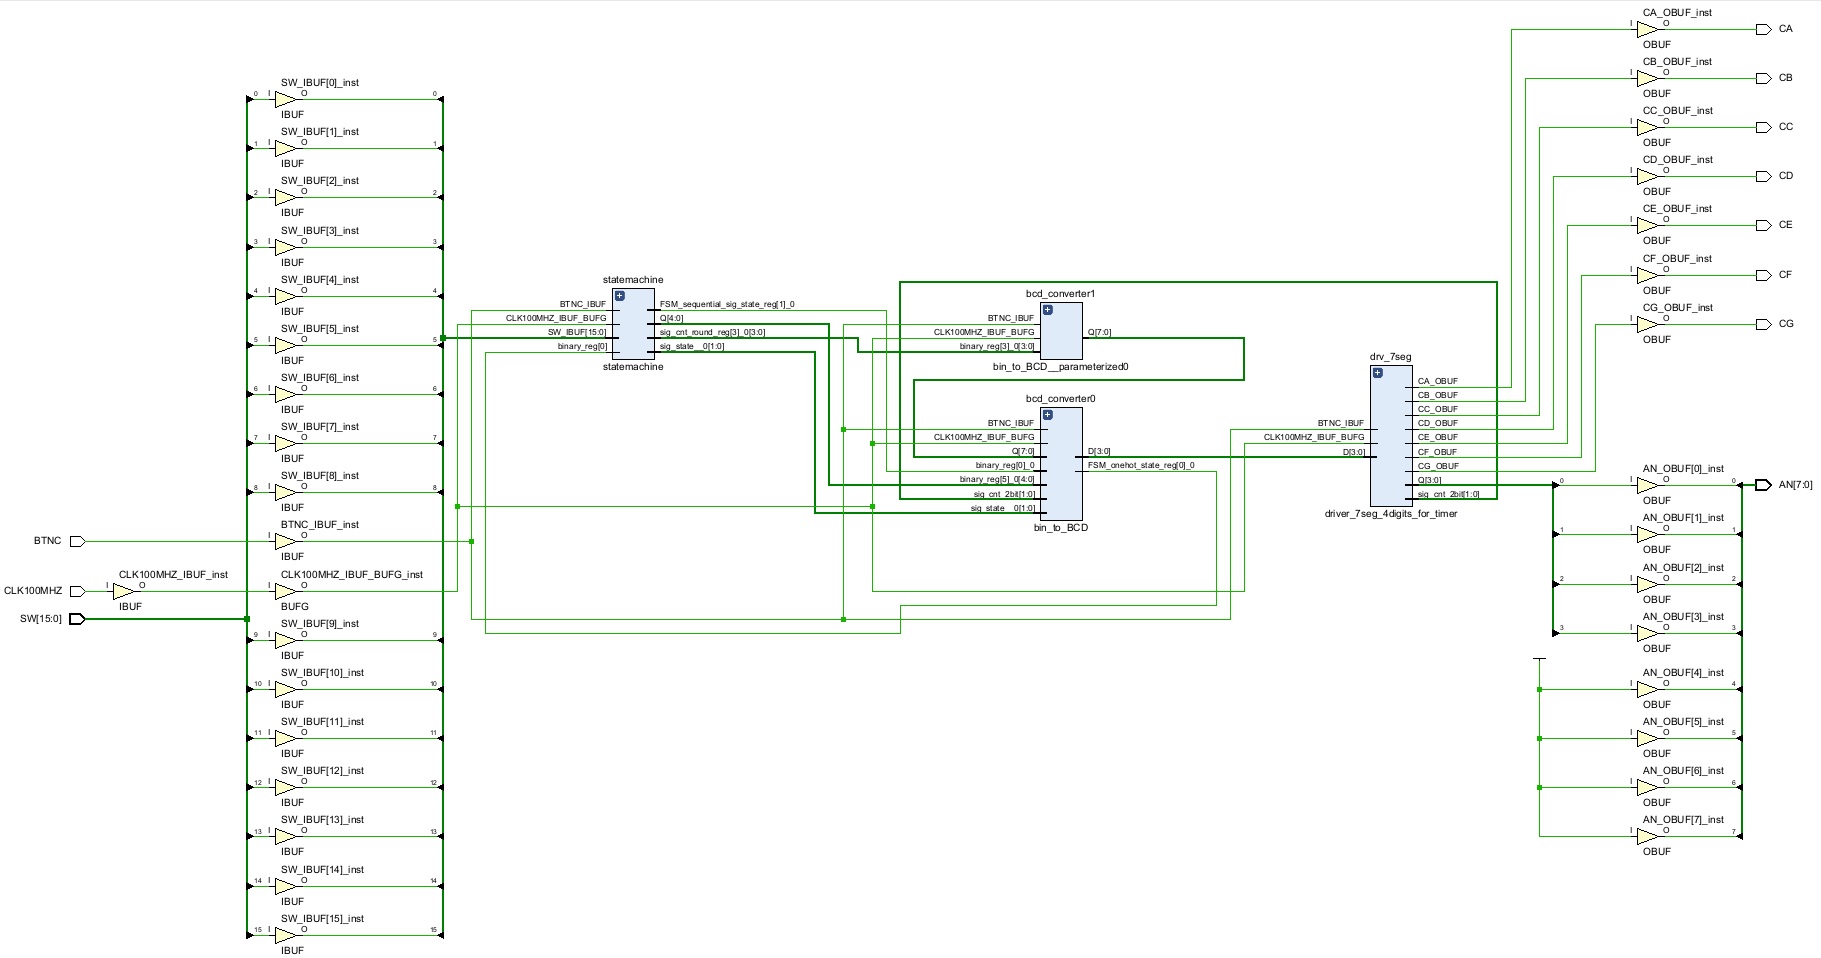 SW_IBUF[0]_inst
0 I O 0
IBUF
SW_IBUF[1]_inst
1 I O 1
IBUF
SW_IBUF[2]_inst
2 I O 2
IBUF
SW_IBUF[3]_inst
3 I O 3
IBUF
SW_IBUF[4]_inst
4 I O 4
IBUF
SW_IBUF[5]_inst
5 I O 5
IBUF
SW_IBUF[6]_inst
6 I O 6
IBUF
SW_IBUF[7]_inst
7 I O 7
IBUF
SW_IBUF[8]_inst
8 I O 8
IBUF
BTNC_IBUF_inst
BTNC I O
IBUF
CLK100MHZ_IBUF_inst
CLK100MHZ I O
IBUF
CLK100MHZ_IBUF_BUFG_inst
I O
BUFG
SW[15:0]
SW_IBUF[9]_inst
9 I O 9
IBUF
SW_IBUF[10]_inst
10 I O 10
IBUF
SW_IBUF[11]_inst
11 I O 11
IBUF
SW_IBUF[12]_inst
12 I O 12
IBUF
SW_IBUF[13]_inst
13 I O 13
IBUF
SW_IBUF[14]_inst
14 I O 14
IBUF
SW_IBUF[15]_inst
15 I O 15
IBUF
statemachine
BTNC_IBUF
CLK100MHZ_IBUF_BUFG
SW_IBUF[15:0]
binary_reg[0]
FSM_sequential_sig_state_reg[1]_0
Q[4:0]
sig_cnt_round_reg[3]_0[3:0]
sig_state__0[1:0]
statemachine
bcd_converter1
BTNC_IBUF
CLK100MHZ_IBUF_BUFG
binary_reg[3]_0[3:0]
Q[7:0]
bin_to_BCD__parameterized0
bcd_converter0
BTNC_IBUF
CLK100MHZ_IBUF_BUFG
Q[7:0]
binary_reg[0]_0
binary_reg[5]_0[4:0]
sig_cnt_2bit[1:0]
sig_state__0[1:0]
D[3:0]
FSM_onehot_state_reg[0]_0
bin_to_BCD
drv_7seg
BTNC_IBUF
CLK100MHZ_IBUF_BUFG
D[3:0]
CA_OBUF
CB_OBUF
CC_OBUF
CD_OBUF
CE_OBUF
CF_OBUF
CG_OBUF
Q[3:0]
sig_cnt_2bit[1:0]
driver_7seg_4digits_for_timer
CA_OBUF_inst
I O CA
OBUF
CB_OBUF_inst
I O CB
OBUF
CC_OBUF_inst
I O CC
OBUF
CD_OBUF_inst
I O CD
OBUF
CE_OBUF_inst
I O CE
OBUF
CF_OBUF_inst
I O CF
OBUF
CG_OBUF_inst
I O CG
OBUF
AN_OBUF[0]_inst
0 I O 0 AN[7:0]
OBUF
AN_OBUF[1]_inst
1 I O 1
OBUF
AN_OBUF[2]_inst
2 I O 2
OBUF
AN_OBUF[3]_inst
3 I O 3
OBUF
AN_OBUF[4]_inst
I O 4
OBUF
AN_OBUF[5]_inst
I O 5
OBUF
AN_OBUF[6]_inst
I O 6
OBUF
AN_OBUF[7]_inst
I O 7
OBUF